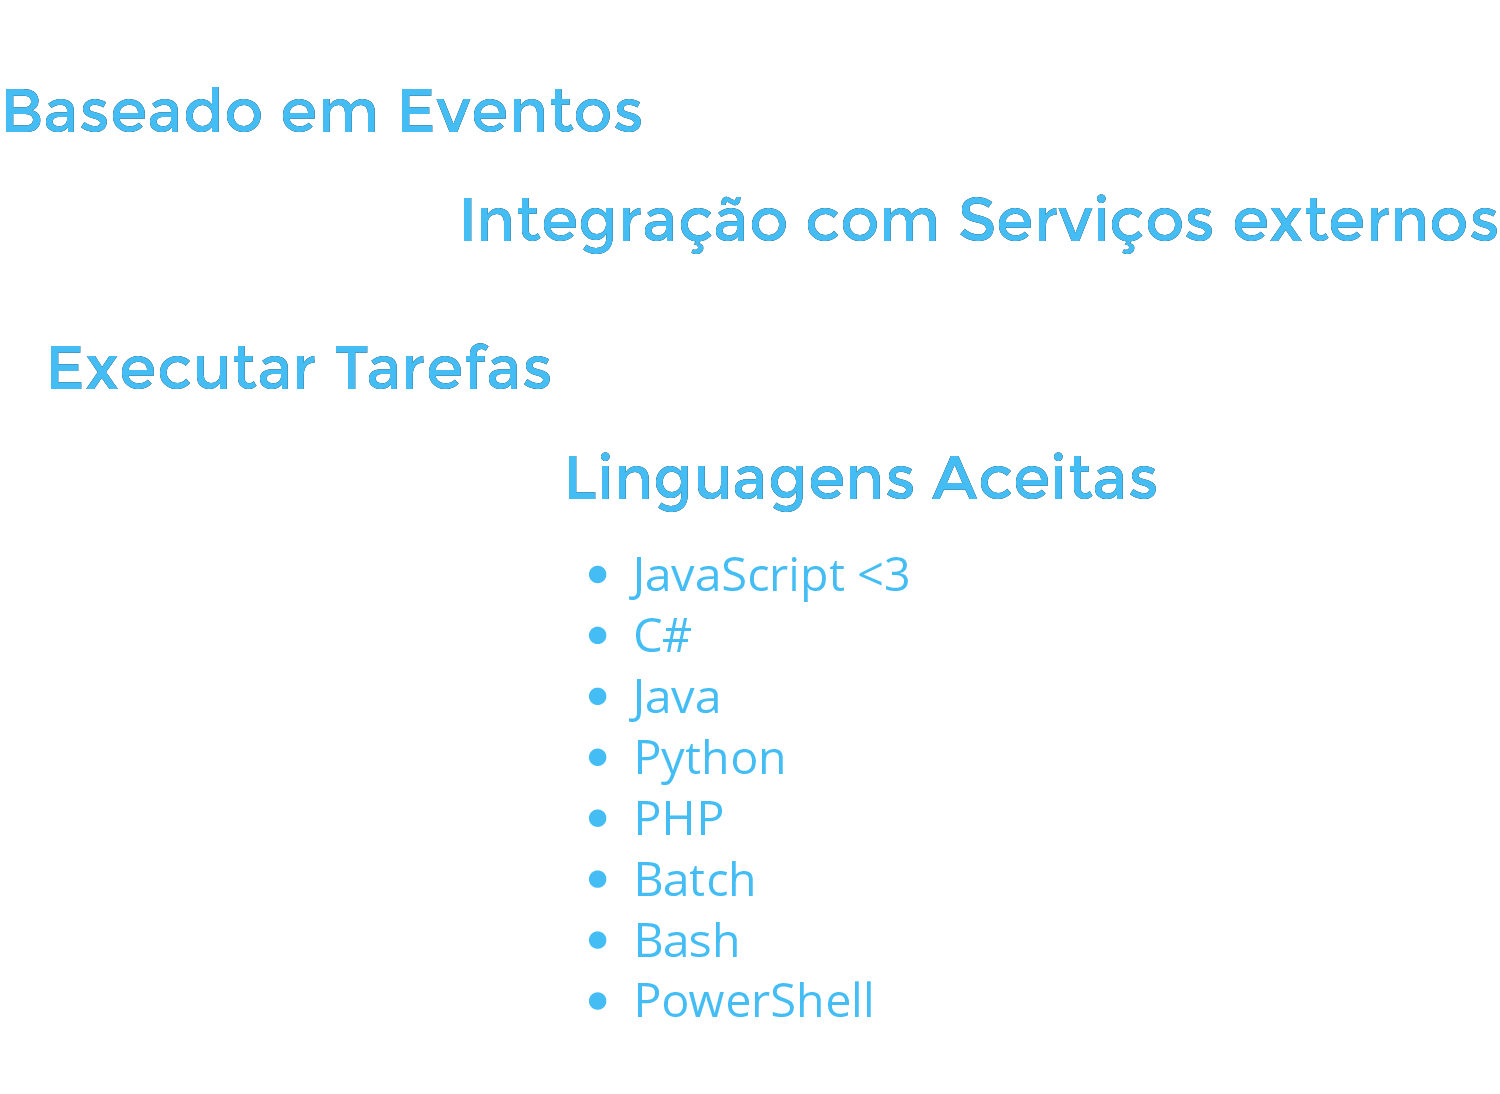 Baseado em Eventos
Integração com Serviços externos
Executar Tarefas
Linguagens Aceitas
• JavaScript <3
• C#
• Java
• Python
• PHP
• Batch
• Bash
• PowerShell